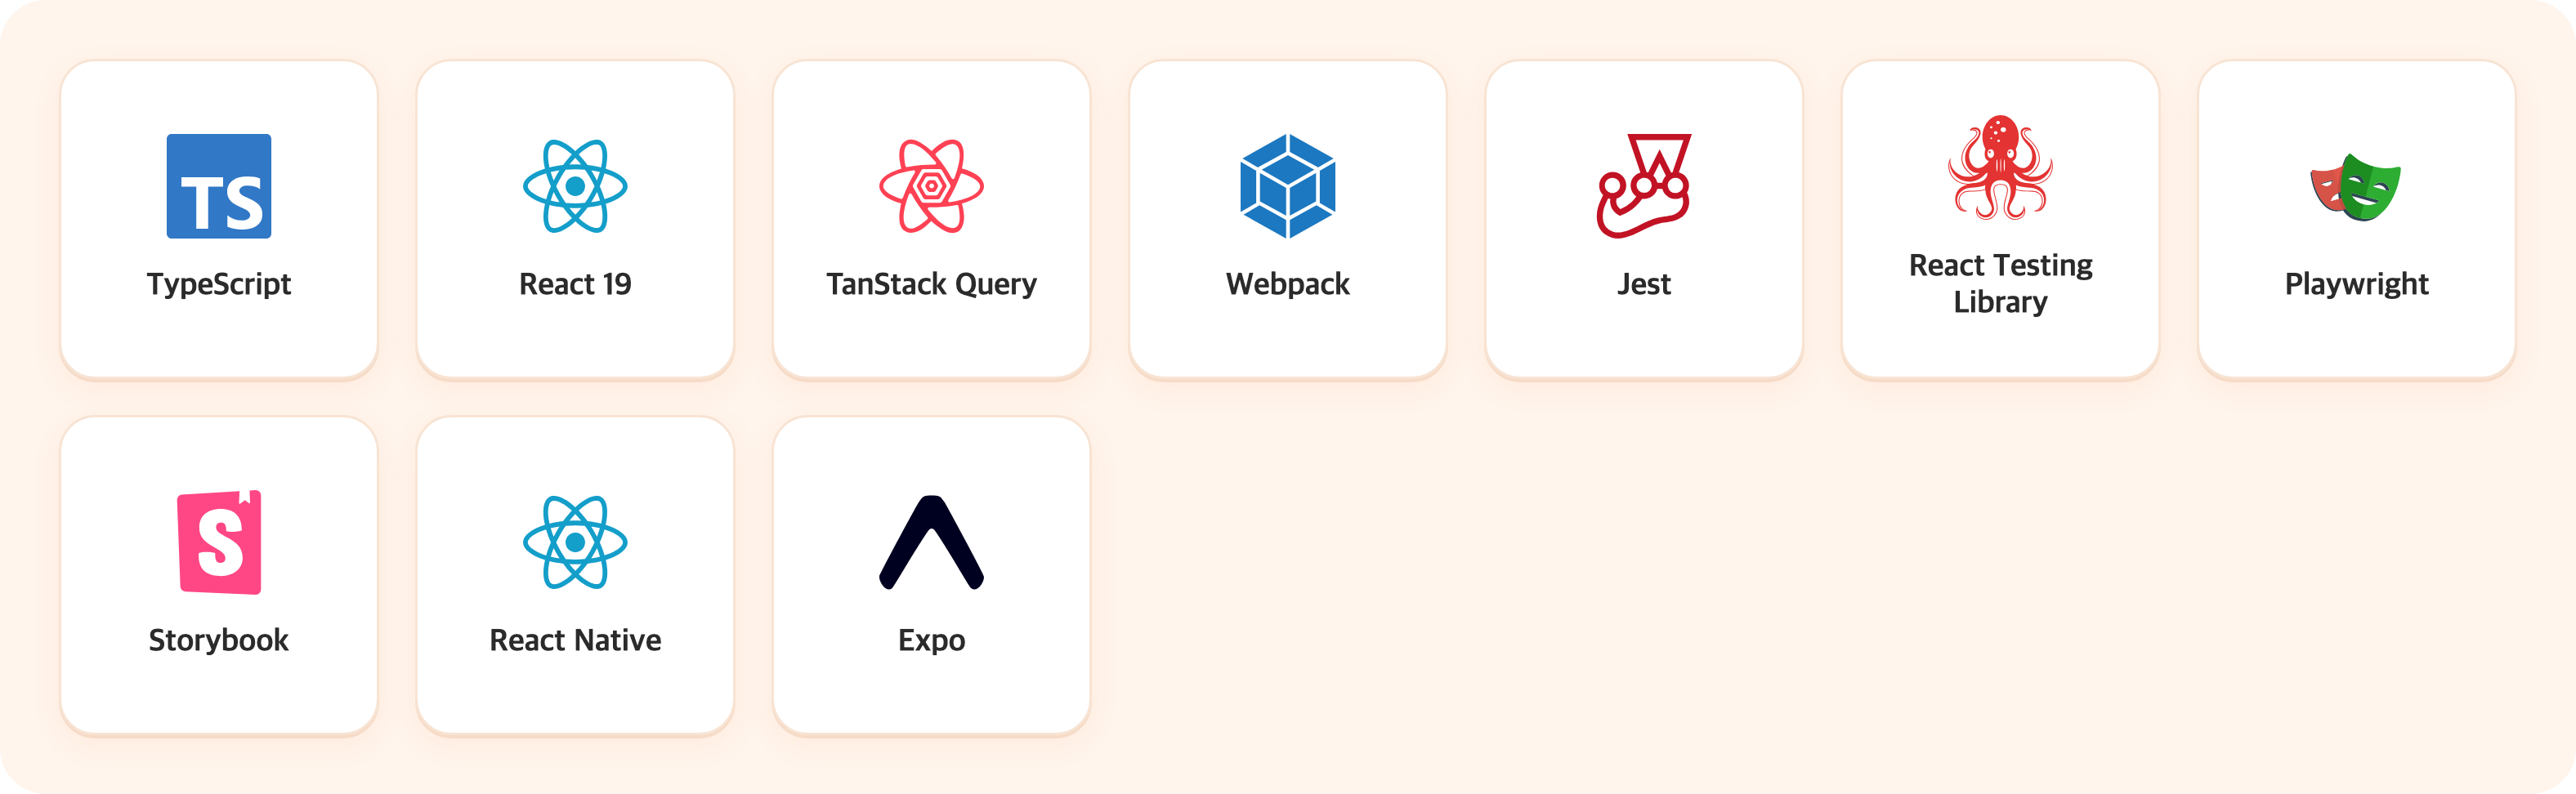 TS
TypeScript
React 19
TanStack Query
Webpack
Jest
React Testing
Library
Playwright
S
Storybook
React Native
Expo